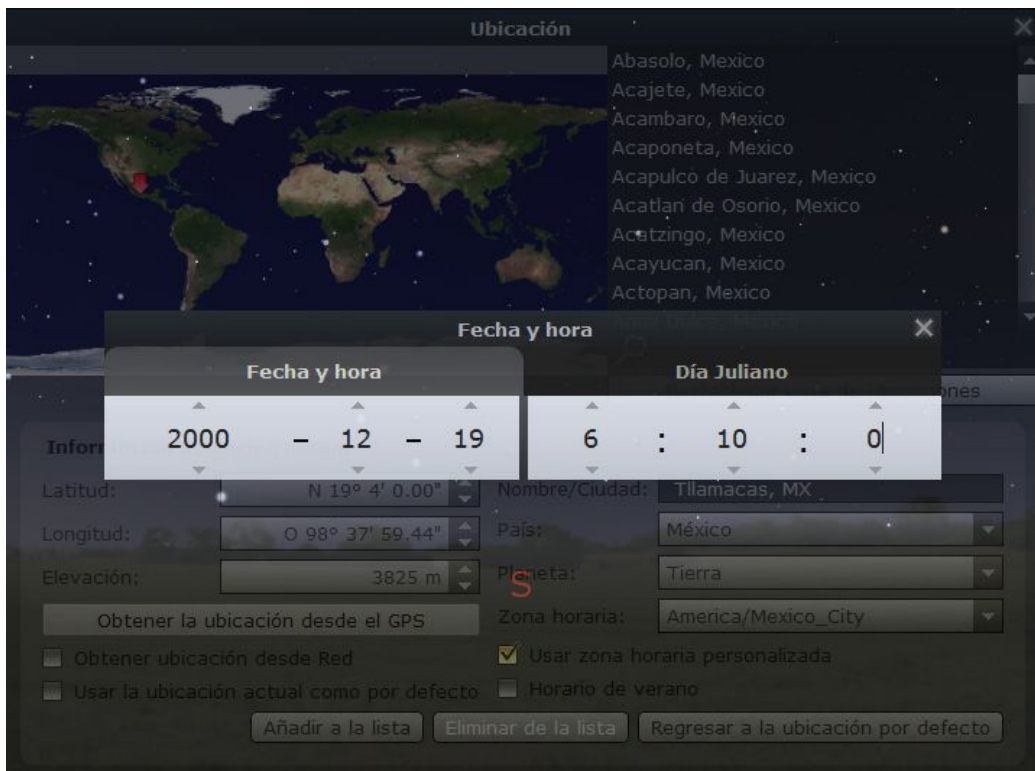 Ubicación
Abasolo, Mexico
Acajete, Mexico
Acambaro, Mexico
Acaponeta, Mexico
Acapulco de Juarez, Mexico
Acatlan de Osorio, Mexico
Acatzingo, Mexico
Acayucan, Mexico
Actopan, Mexico
Fecha y hora
Fecha y hora
Día Juliano
2000 - 12 - 19
6 : 10 : 0
Latitud:
N 19º 4' 0.00"
Nombre/Ciudad:
Tllamacas, MX
Longitud:
O 98º 37' 59.44"
País:
México
Elevación:
3825 m
Planeta:
Tierra
S
Obtener la ubicación desde el GPS
Zona horaria:
America/Mexico_City
Obtener ubicación desde Red
Usar zona horaria personalizada
Usar la ubicación actual como por defecto
Horario de verano
Añadir a la lista
Eliminar de la lista
Regresar a la ubicación por defecto